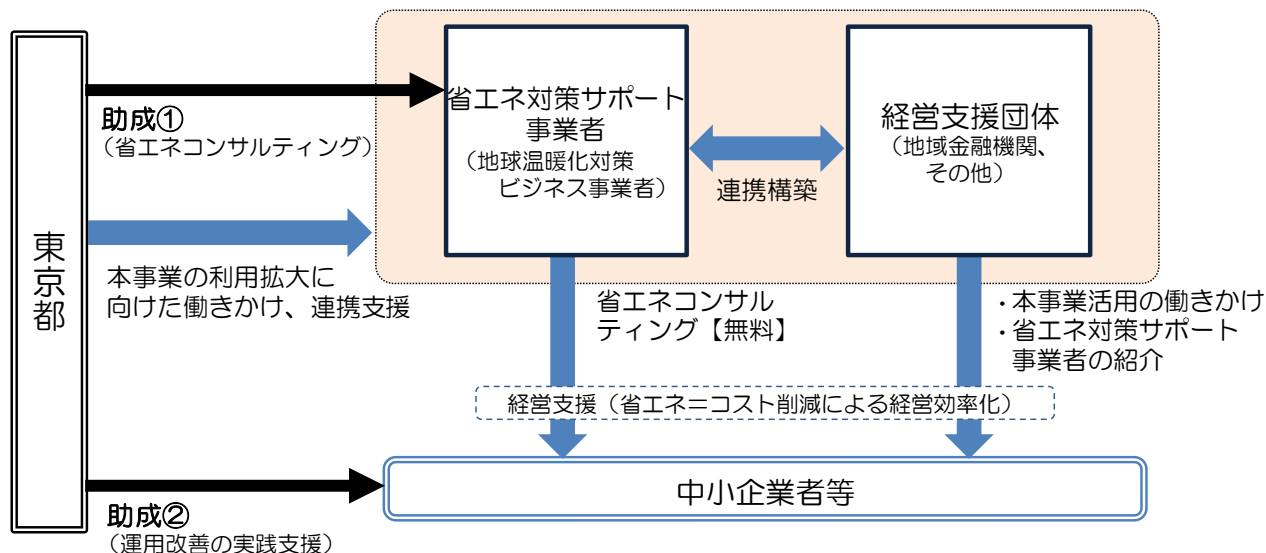 東京都
助成①
（省エネコンサルティング）
本事業の利用拡大に
向けた働きかけ、連携支援
助成②
（運用改善の実践支援）
省エネ対策サポート
事業者
（地球温暖化対策
ビジネス事業者）
連携構築
経営支援団体
（地域金融機関、
その他）
省エネコンサル
ティング【無料】
・本事業活用の働きかけ
・省エネ対策サポート
事業者の紹介
経営支援（省エネ＝コスト削減による経営効率化）
中小企業者等